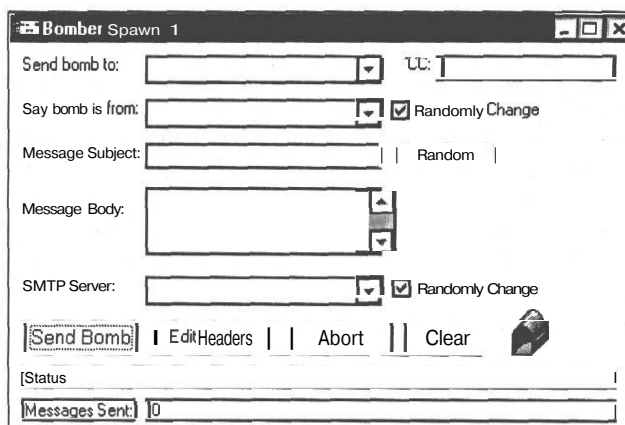 Bomber Spawn 1
Send bomb to: CC:
Say bomb is from: Randomly Change
Message Subject: Random
Message Body:
SMTP Server: Randomly Change
Send Bomb Edit Headers Abort Clear
Status
Messages Sent: 0